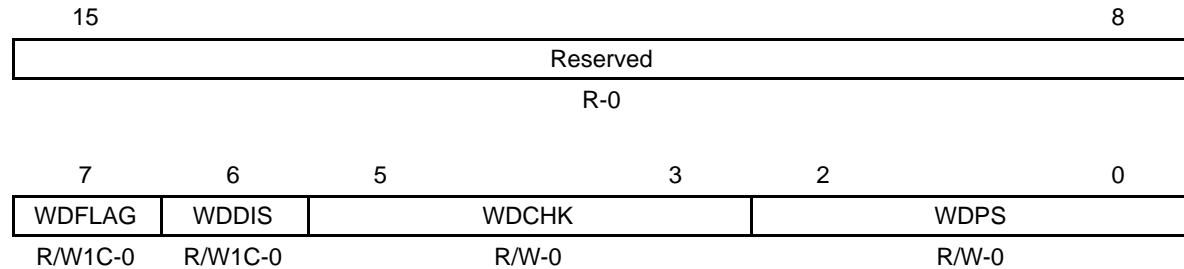 15 8
Reserved
R-0
7 6 5 3 2 0
WDFLAG WDDIS WDCHK WDPS
R/W1C-0 R/W1C-0 R/W-0 R/W-0